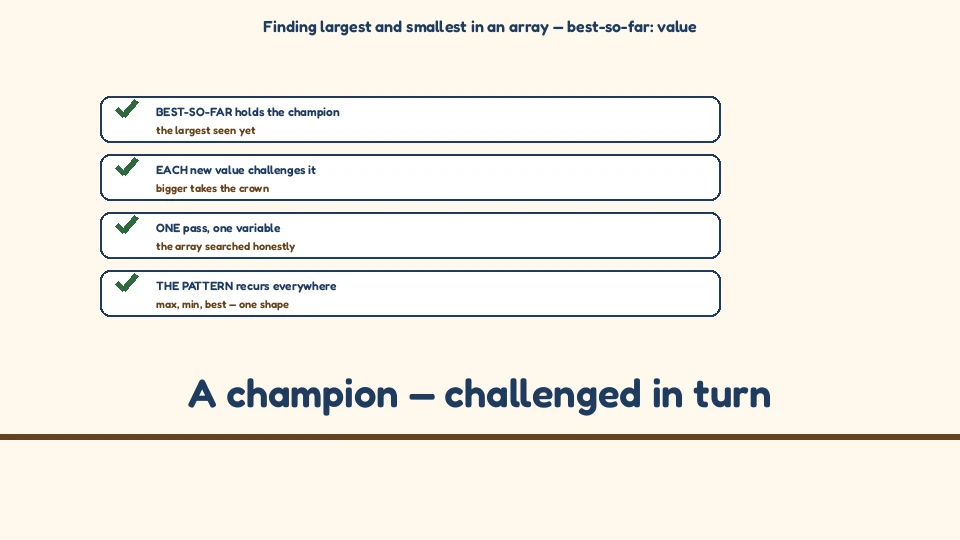 Finding largest and smallest in an array — best-so-far: value
BEST-SO-FAR holds the champion
the largest seen yet
EACH new value challenges it
bigger takes the crown
ONE pass, one variable
the array searched honestly
THE PATTERN recurs everywhere
max, min, best — one shape
A champion — challenged in turn